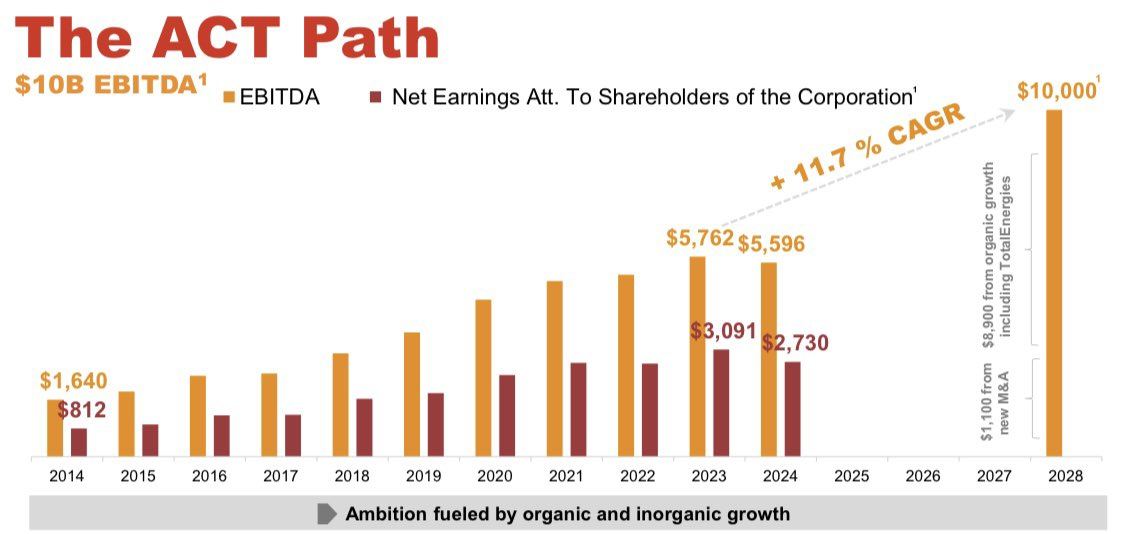 The ACT Path
$10B EBITDA¹
EBITDA
Net Earnings Att. To Shareholders of the Corporation¹
+ 11.7 % CAGR
$10,000¹
$5,762
$5,596
$3,091
$2,730
$1,640
$812
$8,900 from organic growth
including TotalEnergies
$1,100 from
new M&A
2014 2015 2016 2017 2018 2019 2020 2021 2022 2023 2024 2025 2026 2027 2028
Ambition fueled by organic and inorganic growth